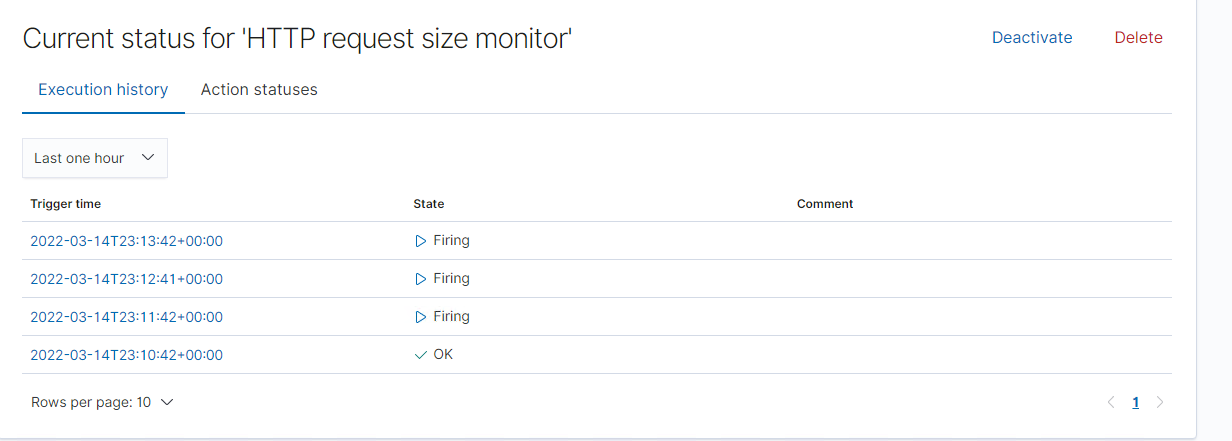 Current status for 'HTTP request size monitor'
Deactivate
Delete
Execution history
Action statuses
Last one hour
Trigger time State Comment
2022-03-14T23:13:42+00:00 Firing
2022-03-14T23:12:41+00:00 Firing
2022-03-14T23:11:42+00:00 Firing
2022-03-14T23:10:42+00:00 OK
Rows per page: 10
1